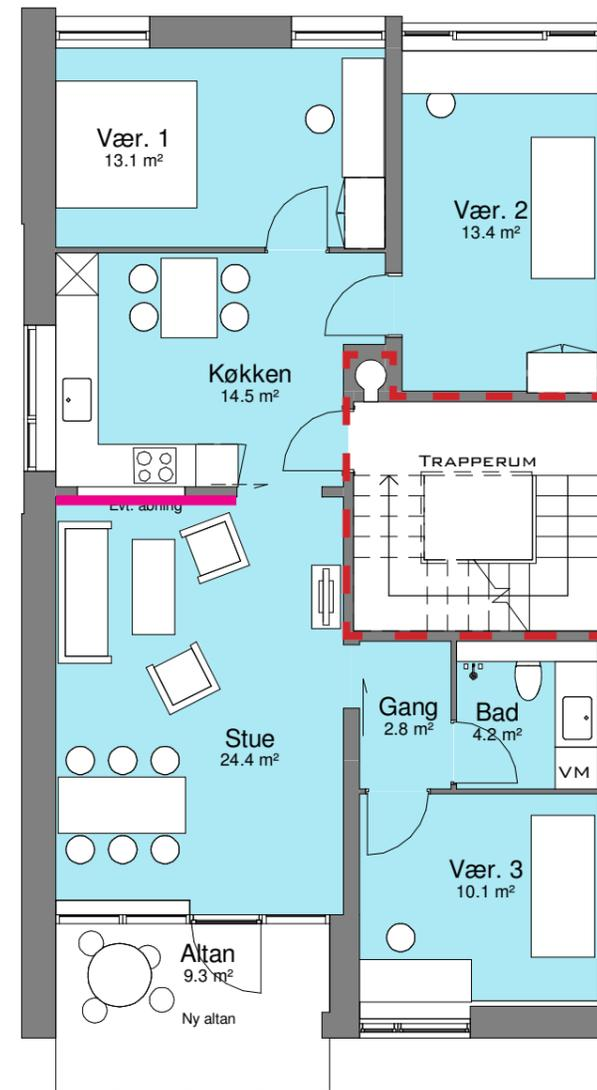 Vær. 1
13.1 m²
Vær. 2
13.4 m²
Køkken
14.5 m²
TRAPPERUM
Evt. åbning
Gang
2.8 m²
Bad
4.2 m²
Stue
24.4 m²
VM
Vær. 3
10.1 m²
Altan
9.3 m²
Ny altan